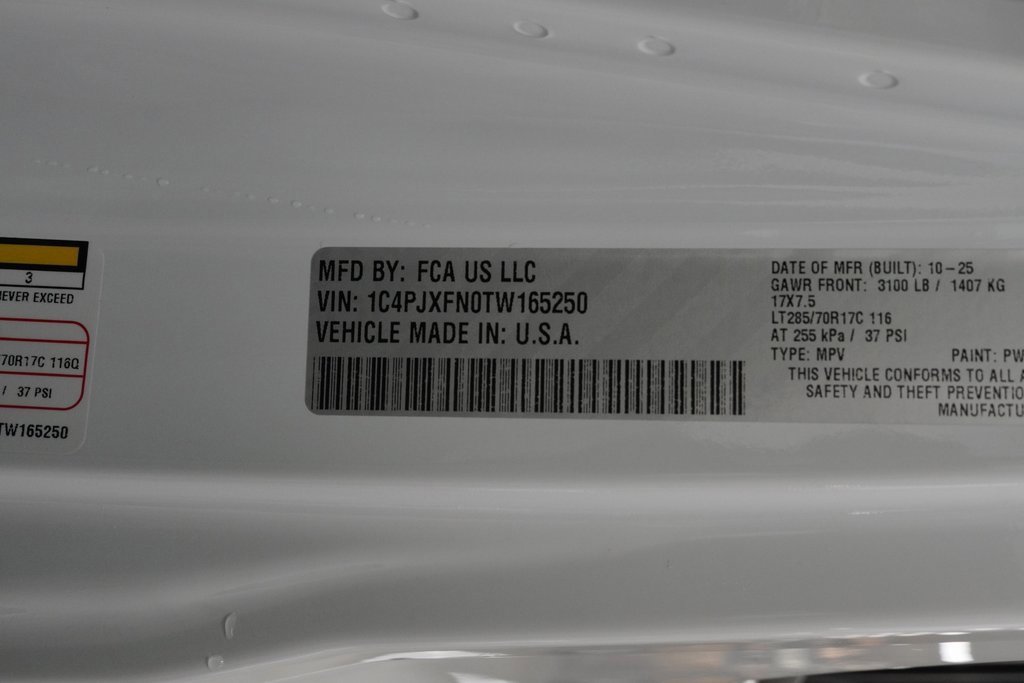 3
EVER EXCEED
/70R17C 116Q
/ 37 PSI
TW165250
MFD BY: FCA US LLC
VIN: 1C4PJXFN0TW165250
VEHICLE MADE IN: U.S.A.
DATE OF MFR (BUILT): 10-25
GAWR FRONT: 3100 LB / 1407 KG
17X7.5
LT285/70R17C 116
AT 255 kPa / 37 PSI
TYPE: MPV PAINT: PW
THIS VEHICLE CONFORMS TO ALL A
SAFETY AND THEFT PREVENTIO
MANUFACTU